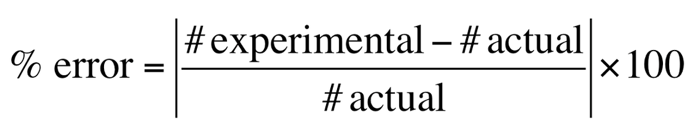 % error = | # experimental – # actual / # actual | × 100